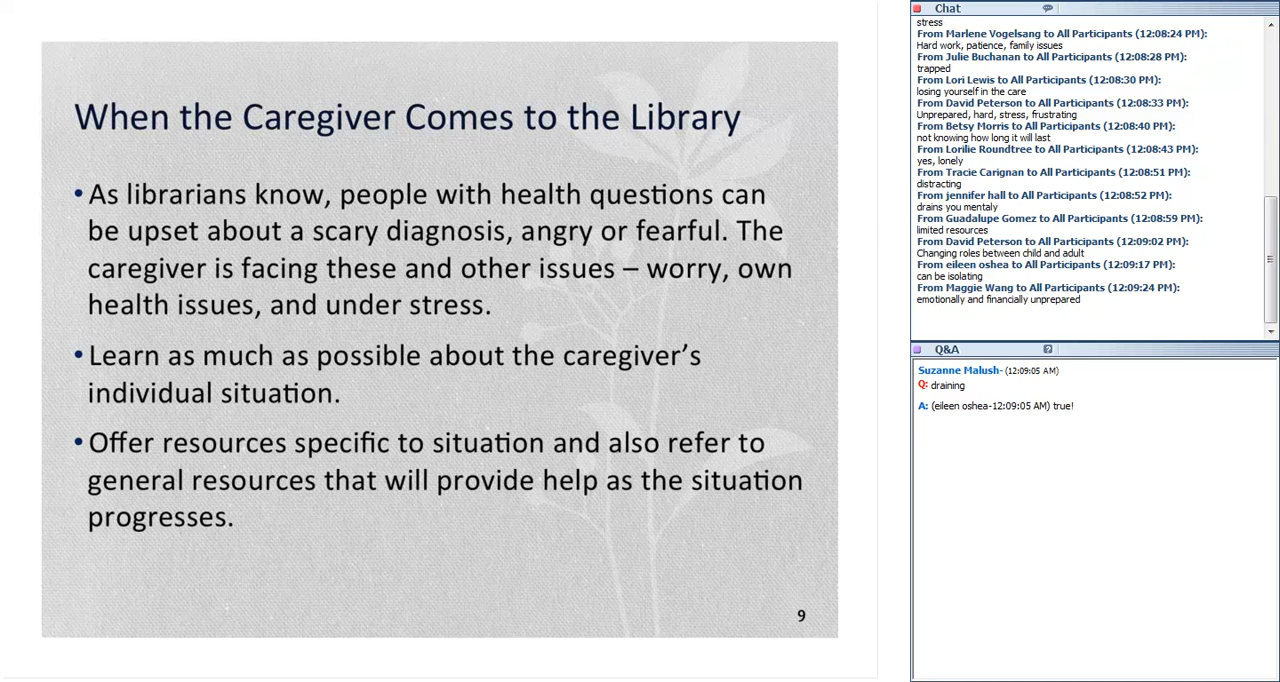 When the Caregiver Comes to the Library
•As librarians know, people with health questions can
be upset about a scary diagnosis, angry or fearful. The
caregiver is facing these and other issues – worry, own
health issues, and under stress.
•Learn as much as possible about the caregiver's
individual situation.
•Offer resources specific to situation and also refer to
general resources that will provide help as the situation
progresses.
9
Chat
stress
From Marlene Vogelsang to All Participants (12:08:24 PM):
Hard work, patience, family issues
From Julie Buchanan to All Participants (12:08:28 PM):
trapped
From Lori Lewis to All Participants (12:08:30 PM):
losing yourself in the care
From David Peterson to All Participants (12:08:33 PM):
Unprepared, hard, stress, frustrating
From Betsy Morris to All Participants (12:08:40 PM):
not knowing how long it will last
From Lorilie Roundtree to All Participants (12:08:43 PM):
yes, lonely
From Tracie Carignan to All Participants (12:08:51 PM):
distracting
From jennifer hall to All Participants (12:08:52 PM):
drains you mentaly
From Guadalupe Gomez to All Participants (12:08:59 PM):
limited resources
From David Peterson to All Participants (12:09:02 PM):
Changing roles between child and adult
From eileen oshea to All Participants (12:09:17 PM):
can be isolating
From Maggie Wang to All Participants (12:09:24 PM):
emotionally and financially unprepared
Q&A
Suzanne Malush- (12:09:05 AM)
Q: draining
A: (eileen oshea-12:09:05 AM) true!